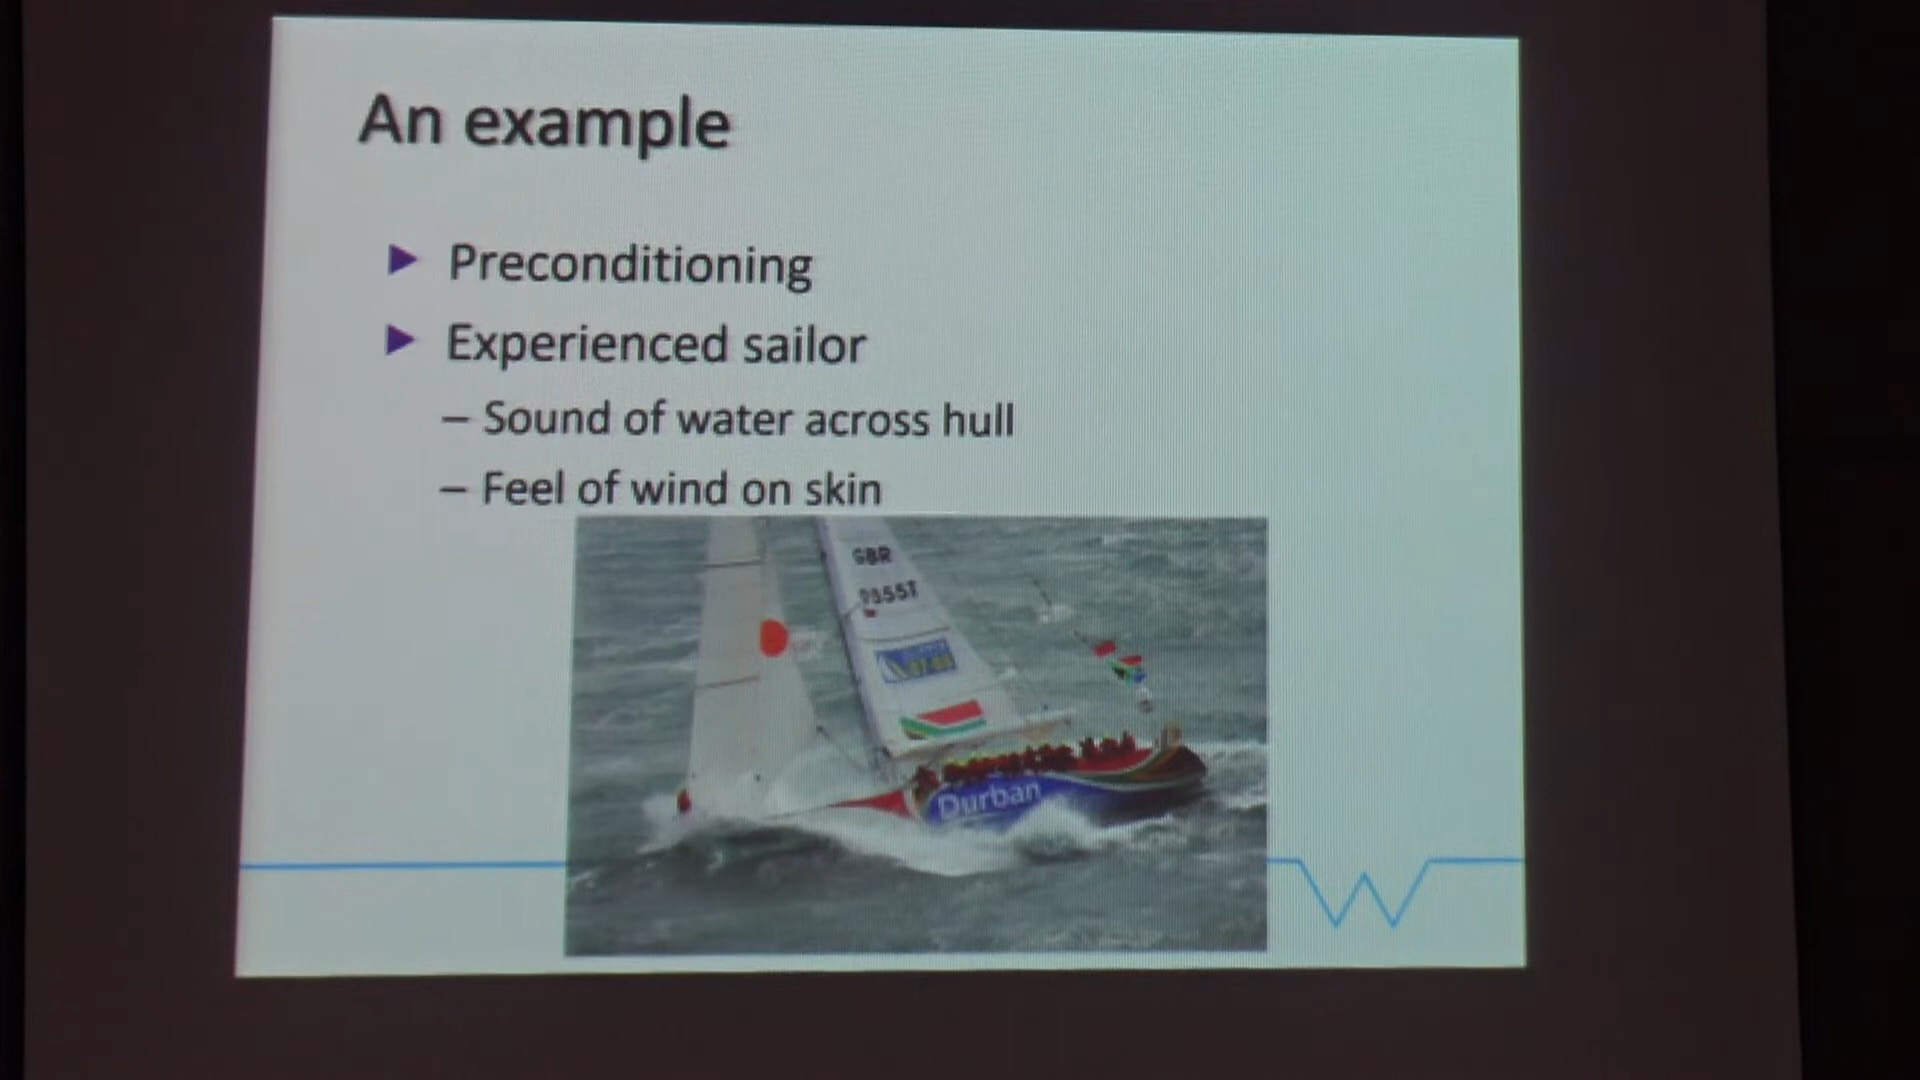 An example
Preconditioning
Experienced sailor
– Sound of water across hull
– Feel of wind on skin
GBR
Durban